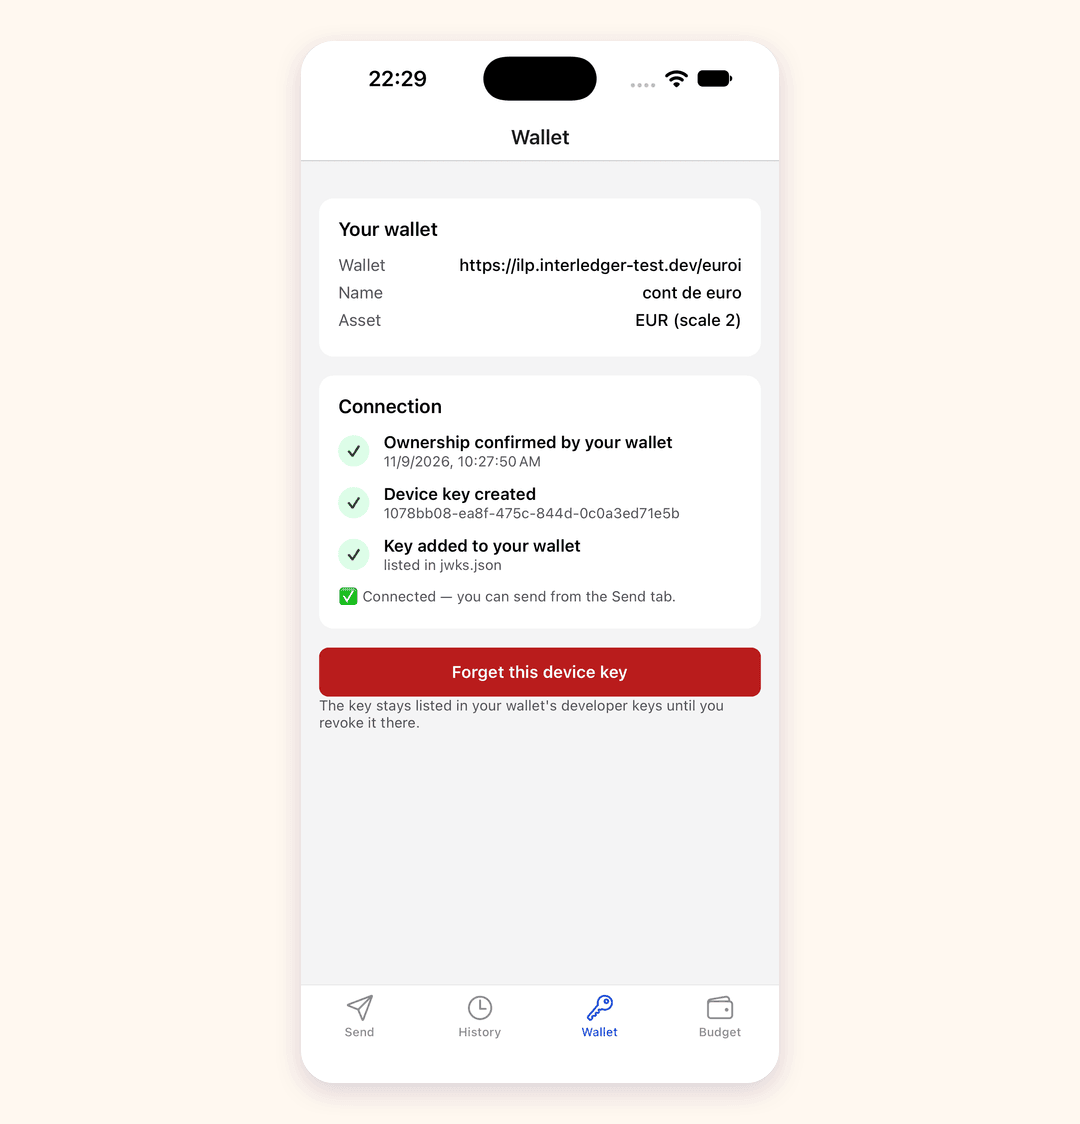 22:29
Wallet
Your wallet
Wallet https://ilp.interledger-test.dev/euroi
Name cont de euro
Asset EUR (scale 2)
Connection
Ownership confirmed by your wallet
11/9/2026, 10:27:50 AM
Device key created
1078bb08-ea8f-475c-844d-0c0a3ed71e5b
Key added to your wallet
listed in jwks.json
✅ Connected — you can send from the Send tab.
Forget this device key
The key stays listed in your wallet's developer keys until you
revoke it there.
Send History Wallet Budget